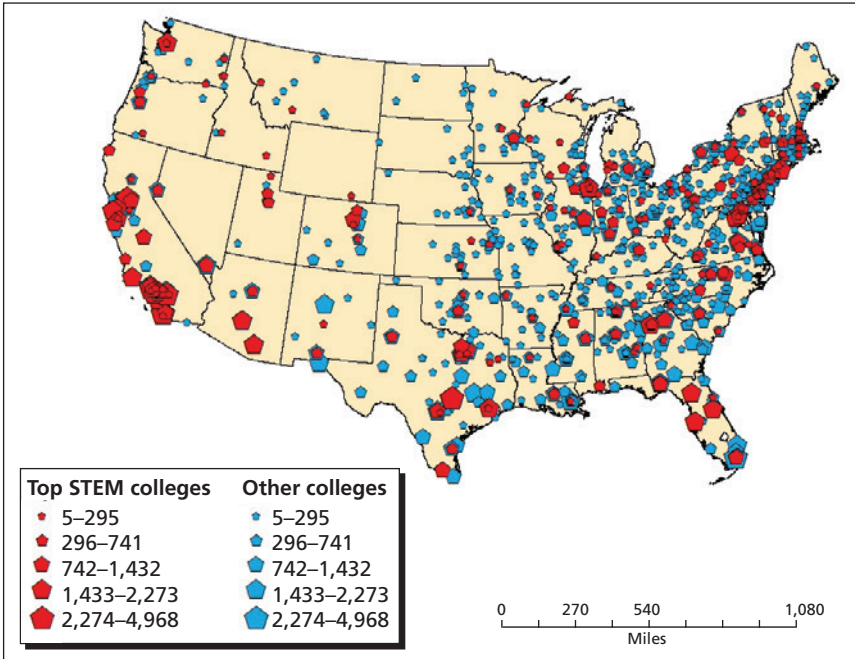 Top STEM colleges
5–295
296–741
742–1,432
1,433–2,273
2,274–4,968
Other colleges
5–295
296–741
742–1,432
1,433–2,273
2,274–4,968
0 270 540 1,080
Miles